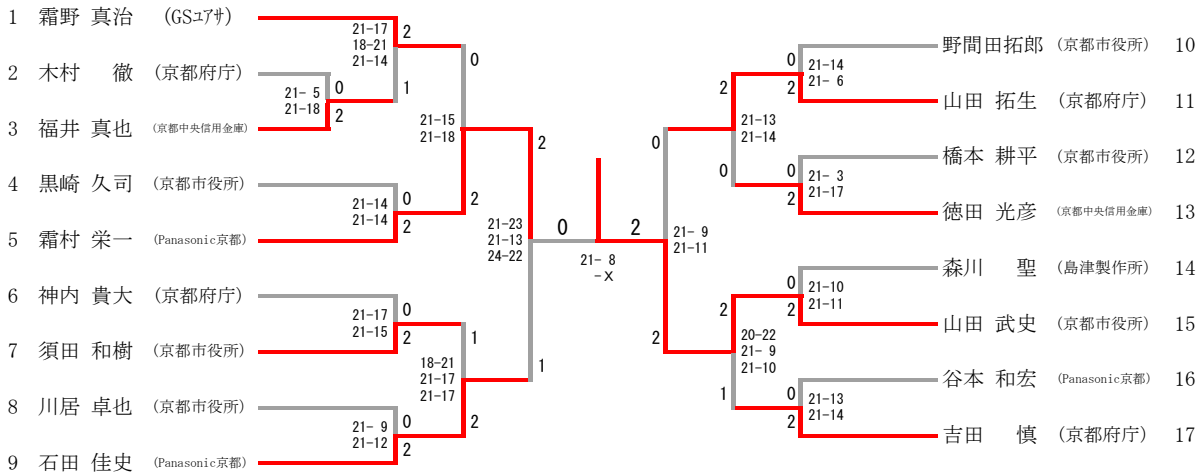 1 霜野 真治 (GSユアサ)
2 木村 徹 (京都府庁)
3 福井 真也 (京都中央信用金庫)
4 黒崎 久司 (京都市役所)
5 霜村 栄一 (Panasonic京都)
6 神内 貴大 (京都府庁)
7 須田 和樹 (京都市役所)
8 川居 卓也 (京都市役所)
9 石田 佳史 (Panasonic京都)
21-17 2
18-21
21-14
1
21- 5 0
21-18
2
0
21-15
21-18
2
21-14 0
21-14
2
2
21-23
21-13
24-22
1
21-17 0
21-15
2
1
18-21
21-17
21-17
2
21- 9 0
21-12
2
0 2
21- 8
-X
野間田拓郎 (京都市役所) 10
山田 拓生 (京都府庁) 11
橋本 耕平 (京都市役所) 12
徳田 光彦 (京都中央信用金庫) 13
森川 聖 (島津製作所) 14
山田 武史 (京都市役所) 15
谷本 和宏 (Panasonic京都) 16
吉田 慎 (京都府庁) 17
0 21-14
2 21- 6
2
21-13
21-14
0
0 21- 3
2 21-17
0
21- 9
21-11
2
0 21-10
2 21-11
2
20-22
21- 9
21-10
1
0 21-13
2 21-14